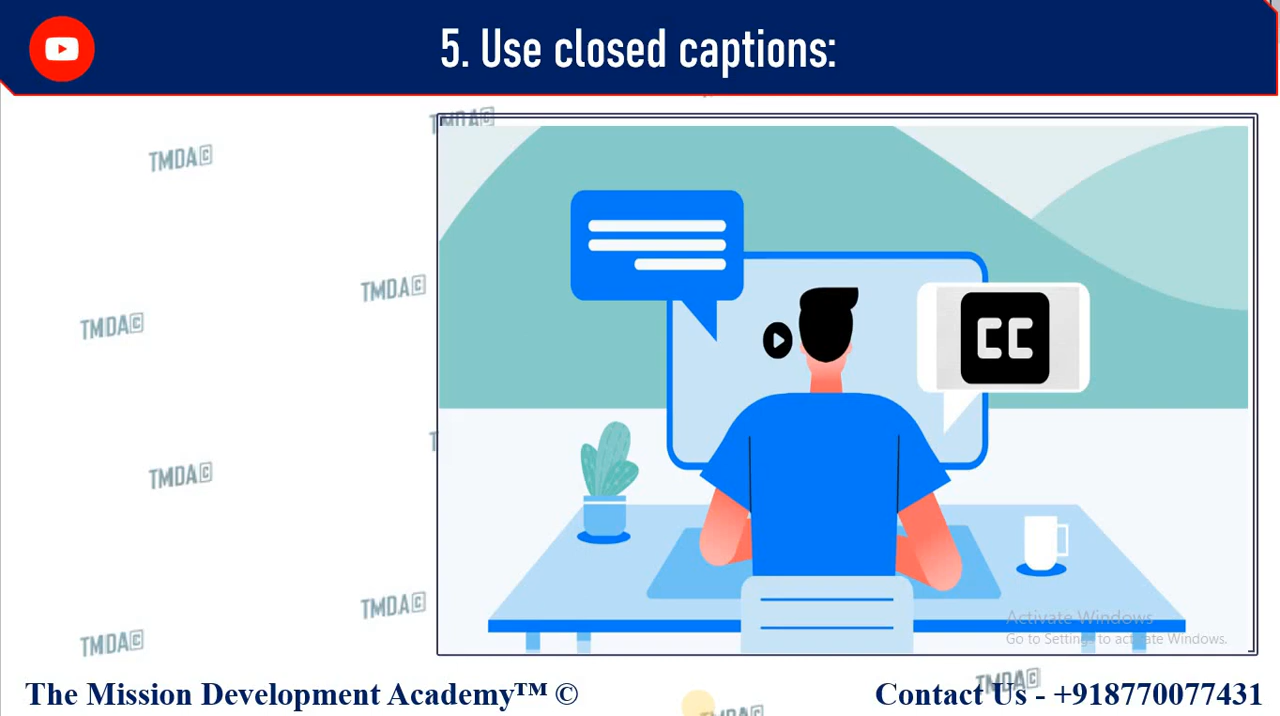 5. Use closed captions:
TMDA©
TMDA©
TMDA©
TMDA©
CC
TMDA©
TMDA©
Activate Windows
Go to Settings to activate Windows.
TMDA©
TMDA©
The Mission Development Academy™ ©
Contact Us - +918770077431